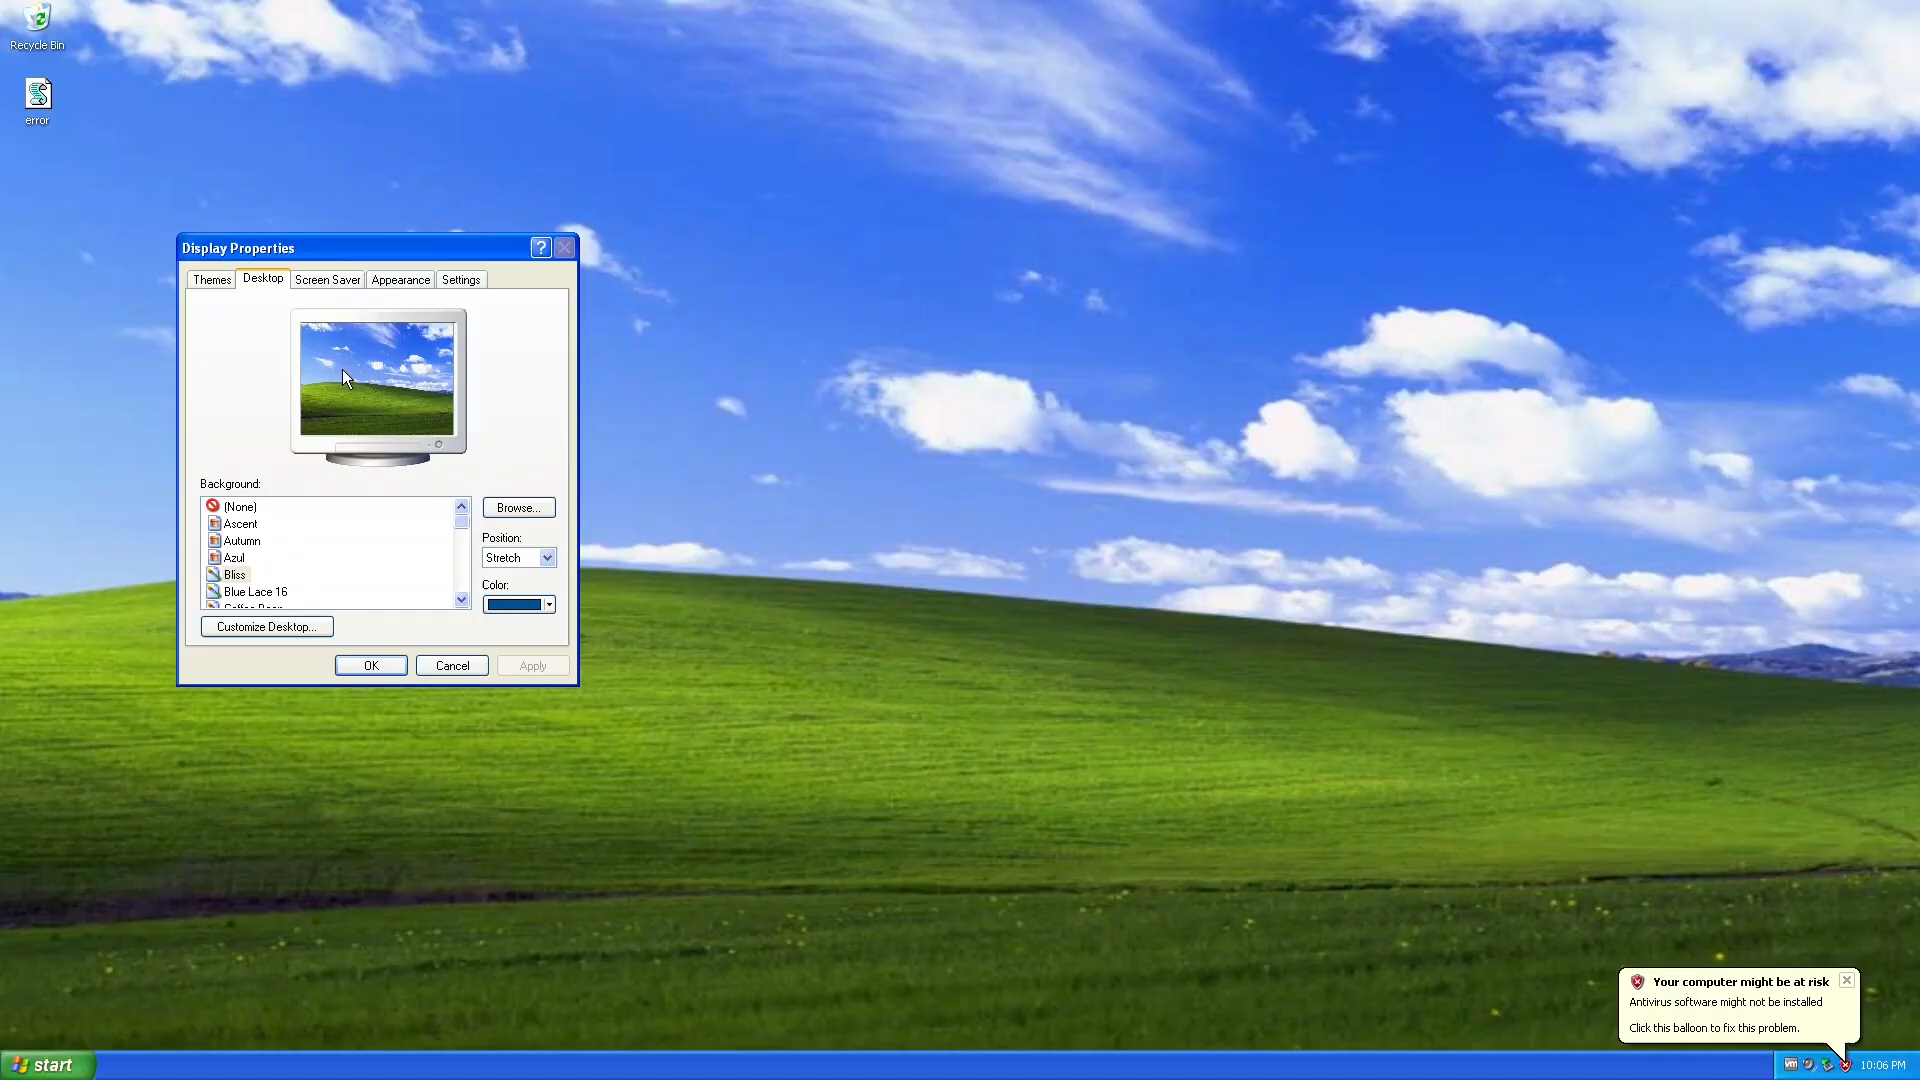 Recycle Bin
error
Display Properties
Themes
Desktop
Screen Saver
Appearance
Settings
Background:
(None)
Ascent
Autumn
Azul
Bliss
Blue Lace 16
Browse...
Position:
Stretch
Color:
Customize Desktop...
OK
Cancel
Apply
Your computer might be at risk
Antivirus software might not be installed
Click this balloon to fix this problem.
start
vm
10:06 PM